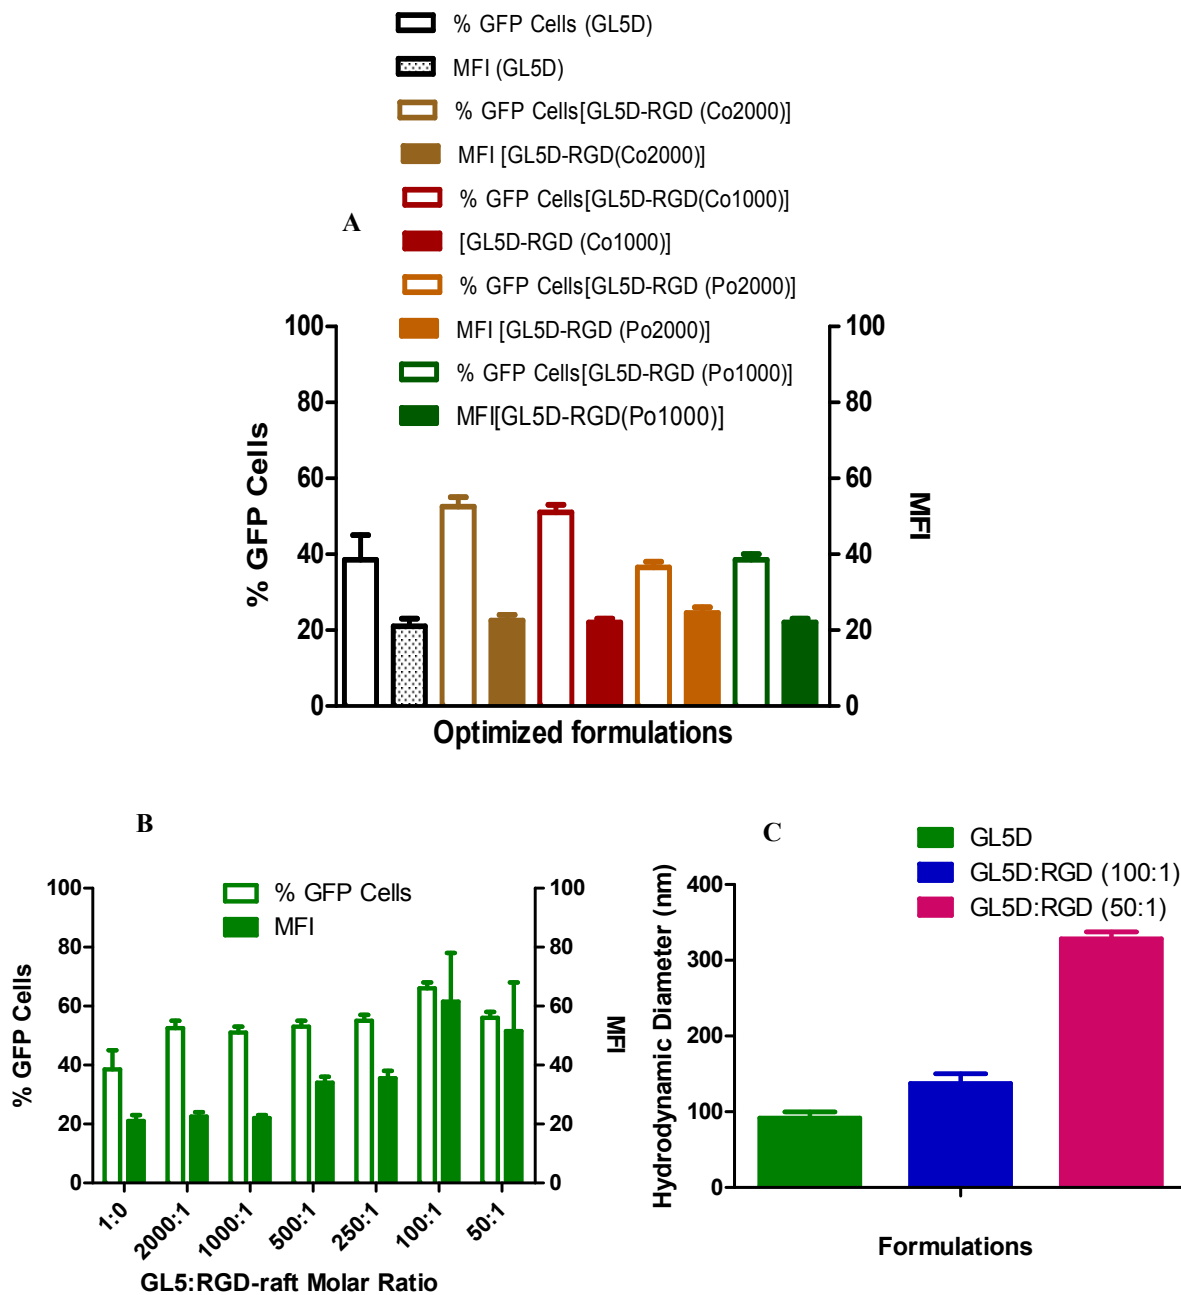 % GFP Cells (GL5D)
MFI (GL5D)
% GFP Cells[GL5D-RGD (Co2000)]
MFI [GL5D-RGD(Co2000)]
% GFP Cells[GL5D-RGD(Co1000)]
A
[GL5D-RGD (Co1000)]
% GFP Cells[GL5D-RGD (Po2000)]
MFI [GL5D-RGD (Po2000)]
% GFP Cells[GL5D-RGD (Po1000)]
MFI[GL5D-RGD(Po1000)]
100
80
60
40
20
0
% GFP Cells
100
80
60
40
20
0
MFI
Optimized formulations
B
% GFP Cells
MFI
100
80
60
40
20
0
% GFP Cells
100
80
60
40
20
0
MFI
1:0
2000:1
1000:1
500:1
250:1
100:1
50:1
GL5:RGD-raft Molar Ratio
C
GL5D
GL5D:RGD (100:1)
GL5D:RGD (50:1)
400
300
200
100
0
Hydrodynamic Diameter (nm)
Formulations